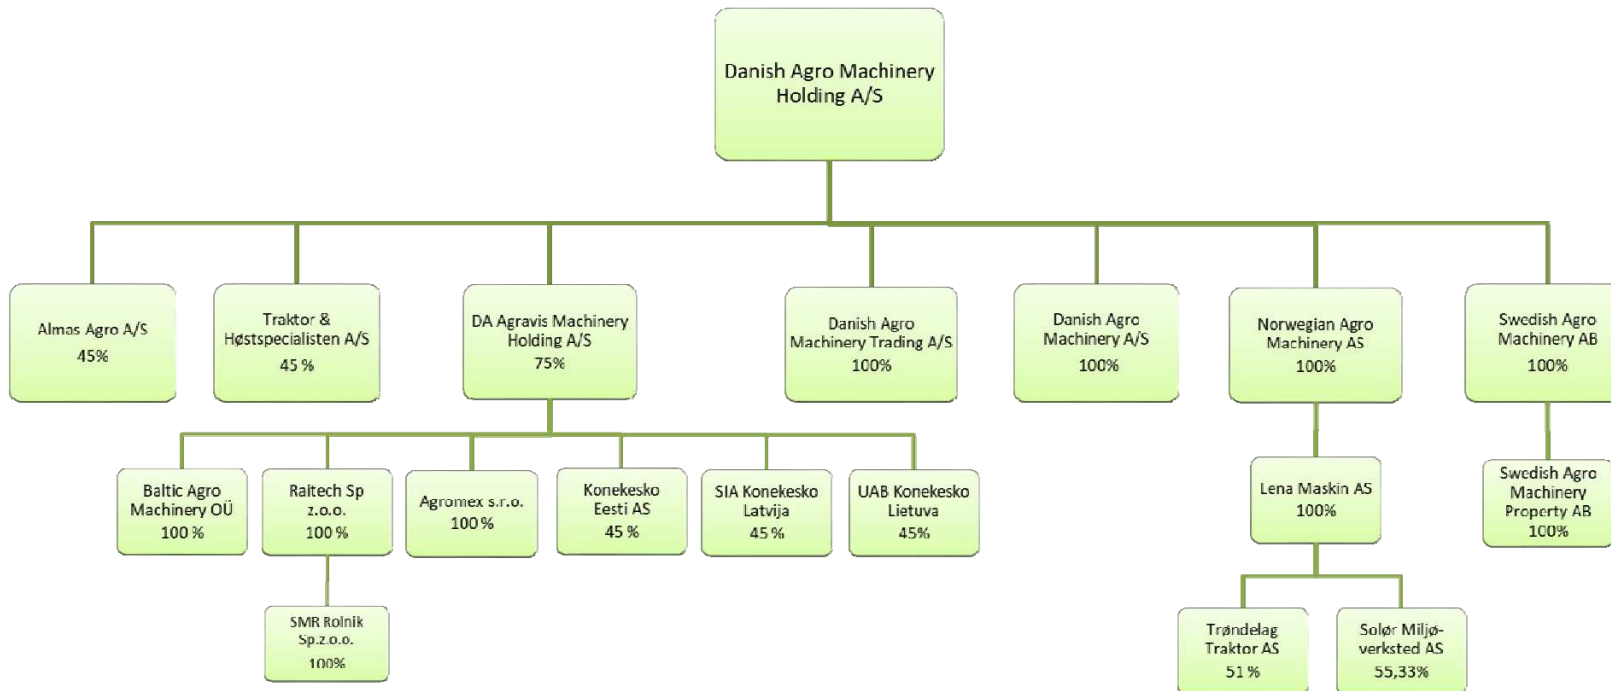 Danish Agro Machinery
Holding A/S
Almas Agro A/S
45%
Traktor &
Høstspecialisten A/S
45 %
DA Agravis Machinery
Holding A/S
75%
Danish Agro
Machinery Trading A/S
100%
Danish Agro
Machinery A/S
100%
Norwegian Agro
Machinery AS
100%
Swedish Agro
Machinery AB
100%
Baltic Agro
Machinery OÜ
100 %
Raitech Sp
z.o.o.
100 %
Agromex s.r.o.
100 %
Konekesko
Eesti AS
45 %
SIA Konekesko
Latvija
45 %
UAB Konekesko
Lietuva
45%
Lena Maskin AS
100%
Swedish Agro
Machinery
Property AB
100%
SMR Rolnik
Sp.z.o.o.
100%
Trøndelag
Traktor AS
51 %
Solør Miljø-
verksted AS
55,33%